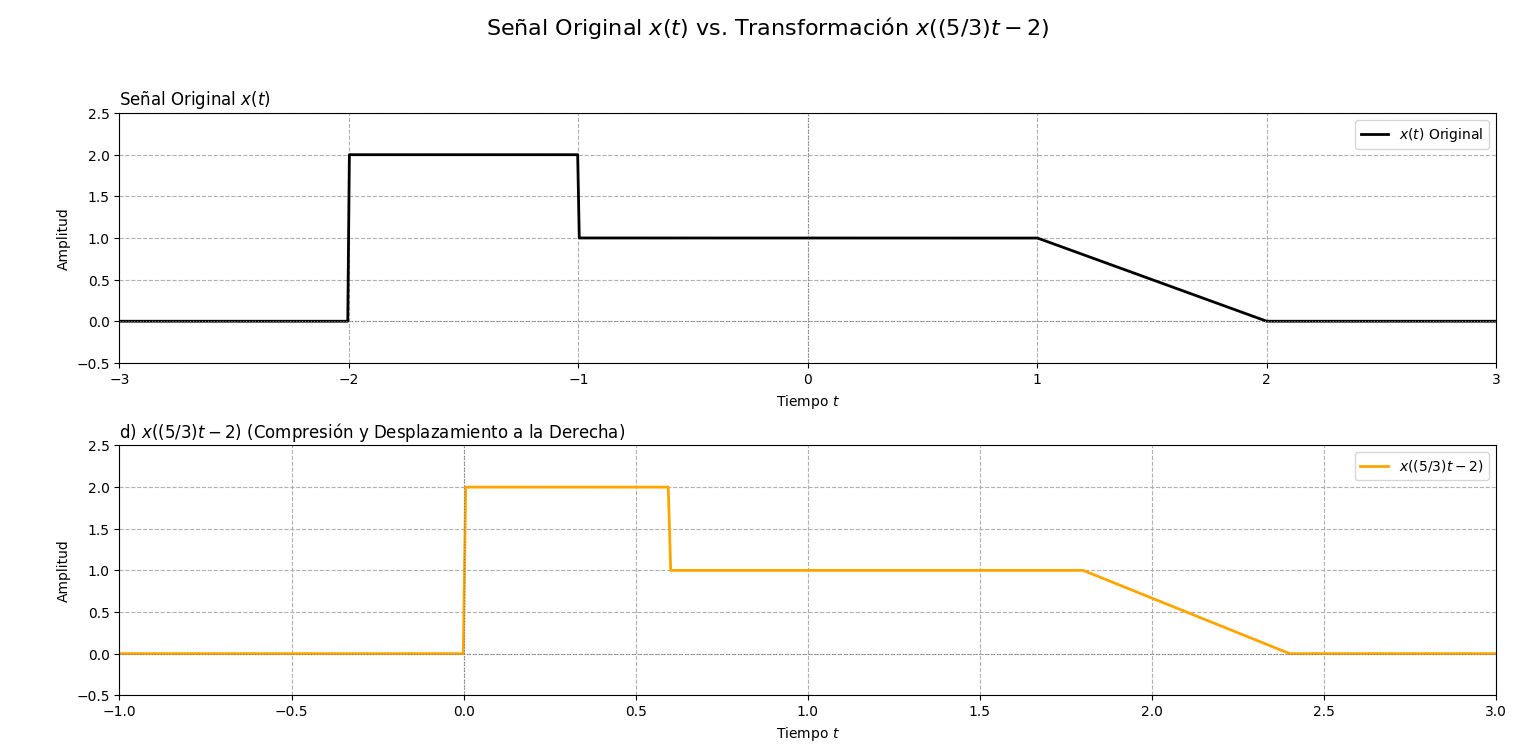 Señal Original x(t) vs. Transformación x((5/3)t − 2)
Señal Original x(t)
2.5
2.0
1.5
1.0
0.5
0.0
−0.5
Amplitud
x(t) Original
−3 −2 −1 0 1 2 3
Tiempo t
d) x((5/3)t − 2) (Compresión y Desplazamiento a la Derecha)
2.5
2.0
1.5
1.0
0.5
0.0
−0.5
Amplitud
x((5/3)t − 2)
−1.0 −0.5 0.0 0.5 1.0 1.5 2.0 2.5 3.0
Tiempo t